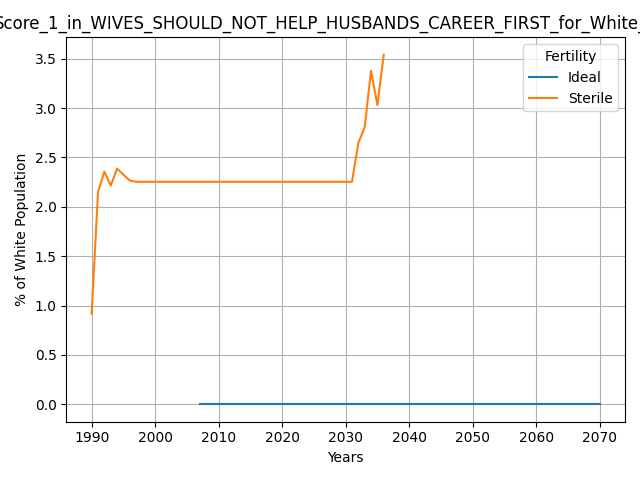 Score_1_in_WIVES_SHOULD_NOT_HELP_HUSBANDS_CAREER_FIRST_for_White_
Fertility
Ideal
Sterile
% of White Population
3.5
3.0
2.5
2.0
1.5
1.0
0.5
0.0
1990 2000 2010 2020 2030 2040 2050 2060 2070
Years